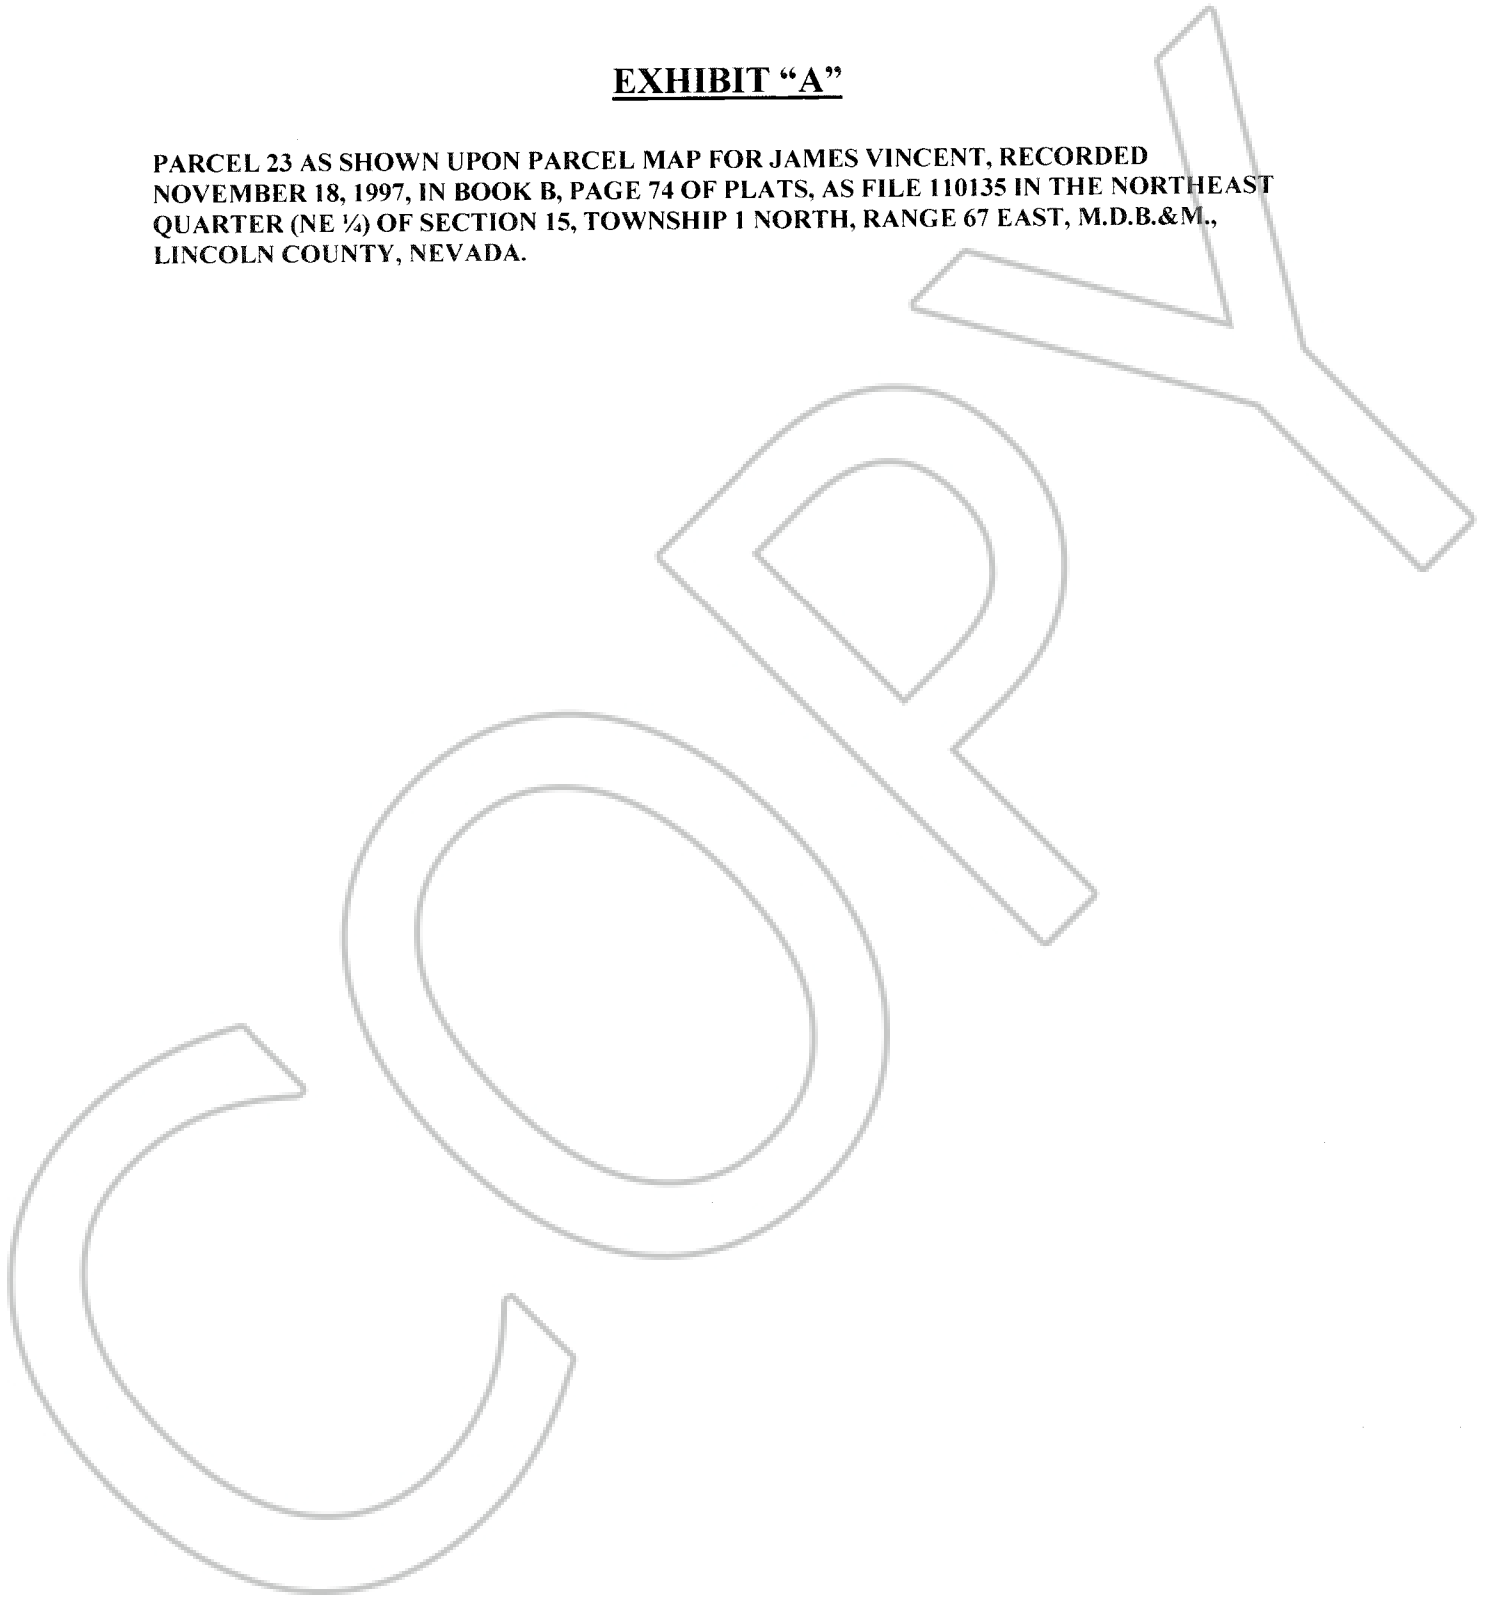 EXHIBIT “A”
PARCEL 23 AS SHOWN UPON PARCEL MAP FOR JAMES VINCENT, RECORDED
NOVEMBER 18, 1997, IN BOOK B, PAGE 74 OF PLATS, AS FILE 110135 IN THE NORTHEAST
QUARTER (NE ¼) OF SECTION 15, TOWNSHIP 1 NORTH, RANGE 67 EAST, M.D.B.&M.,
LINCOLN COUNTY, NEVADA.
COPY